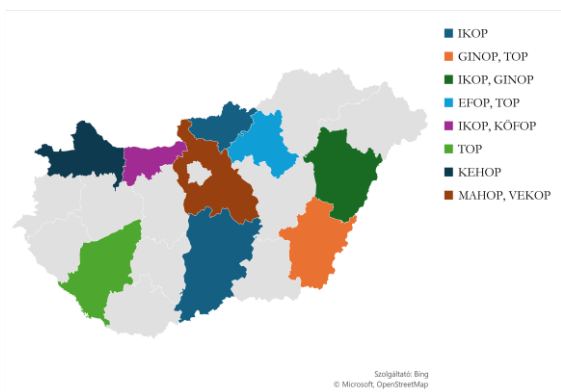 IKOP
GINOP, TOP
IKOP, GINOP
EFOP, TOP
IKOP, KÖFOP
TOP
KEHOP
MAHOP, VEKOP
Szolgáltató: Bing
© Microsoft, OpenStreetMap